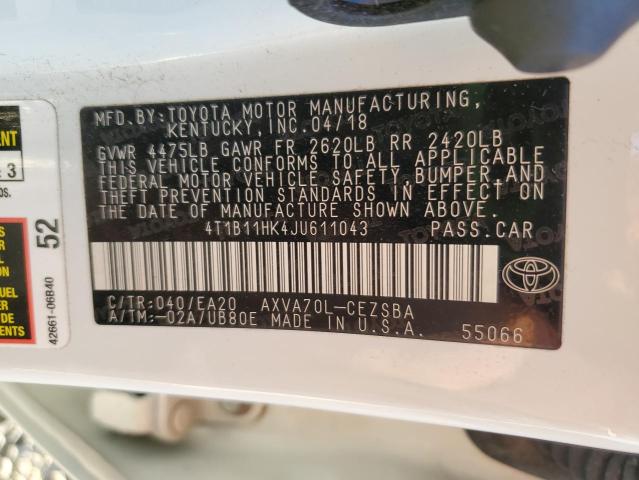 MFD.BY:TOYOTA MOTOR MANUFACTURING,
KENTUCKY,INC.04/18
GVWR 4475LB GAWR FR 2620LB RR 2420LB
THIS VEHICLE CONFORMS TO ALL APPLICABLE
FEDERAL MOTOR VEHICLE SAFETY,BUMPER AND
THEFT PREVENTION STANDARDS IN EFFECT ON
THE DATE OF MANUFACTURE SHOWN ABOVE.
4T1B11HK4JU611043 PASS.CAR
C/TR:040/EA20 AXVA70L-CEZSBA
A/TM:-02A/UB80E MADE IN U.S.A.
55066
52
42661-06B40
3